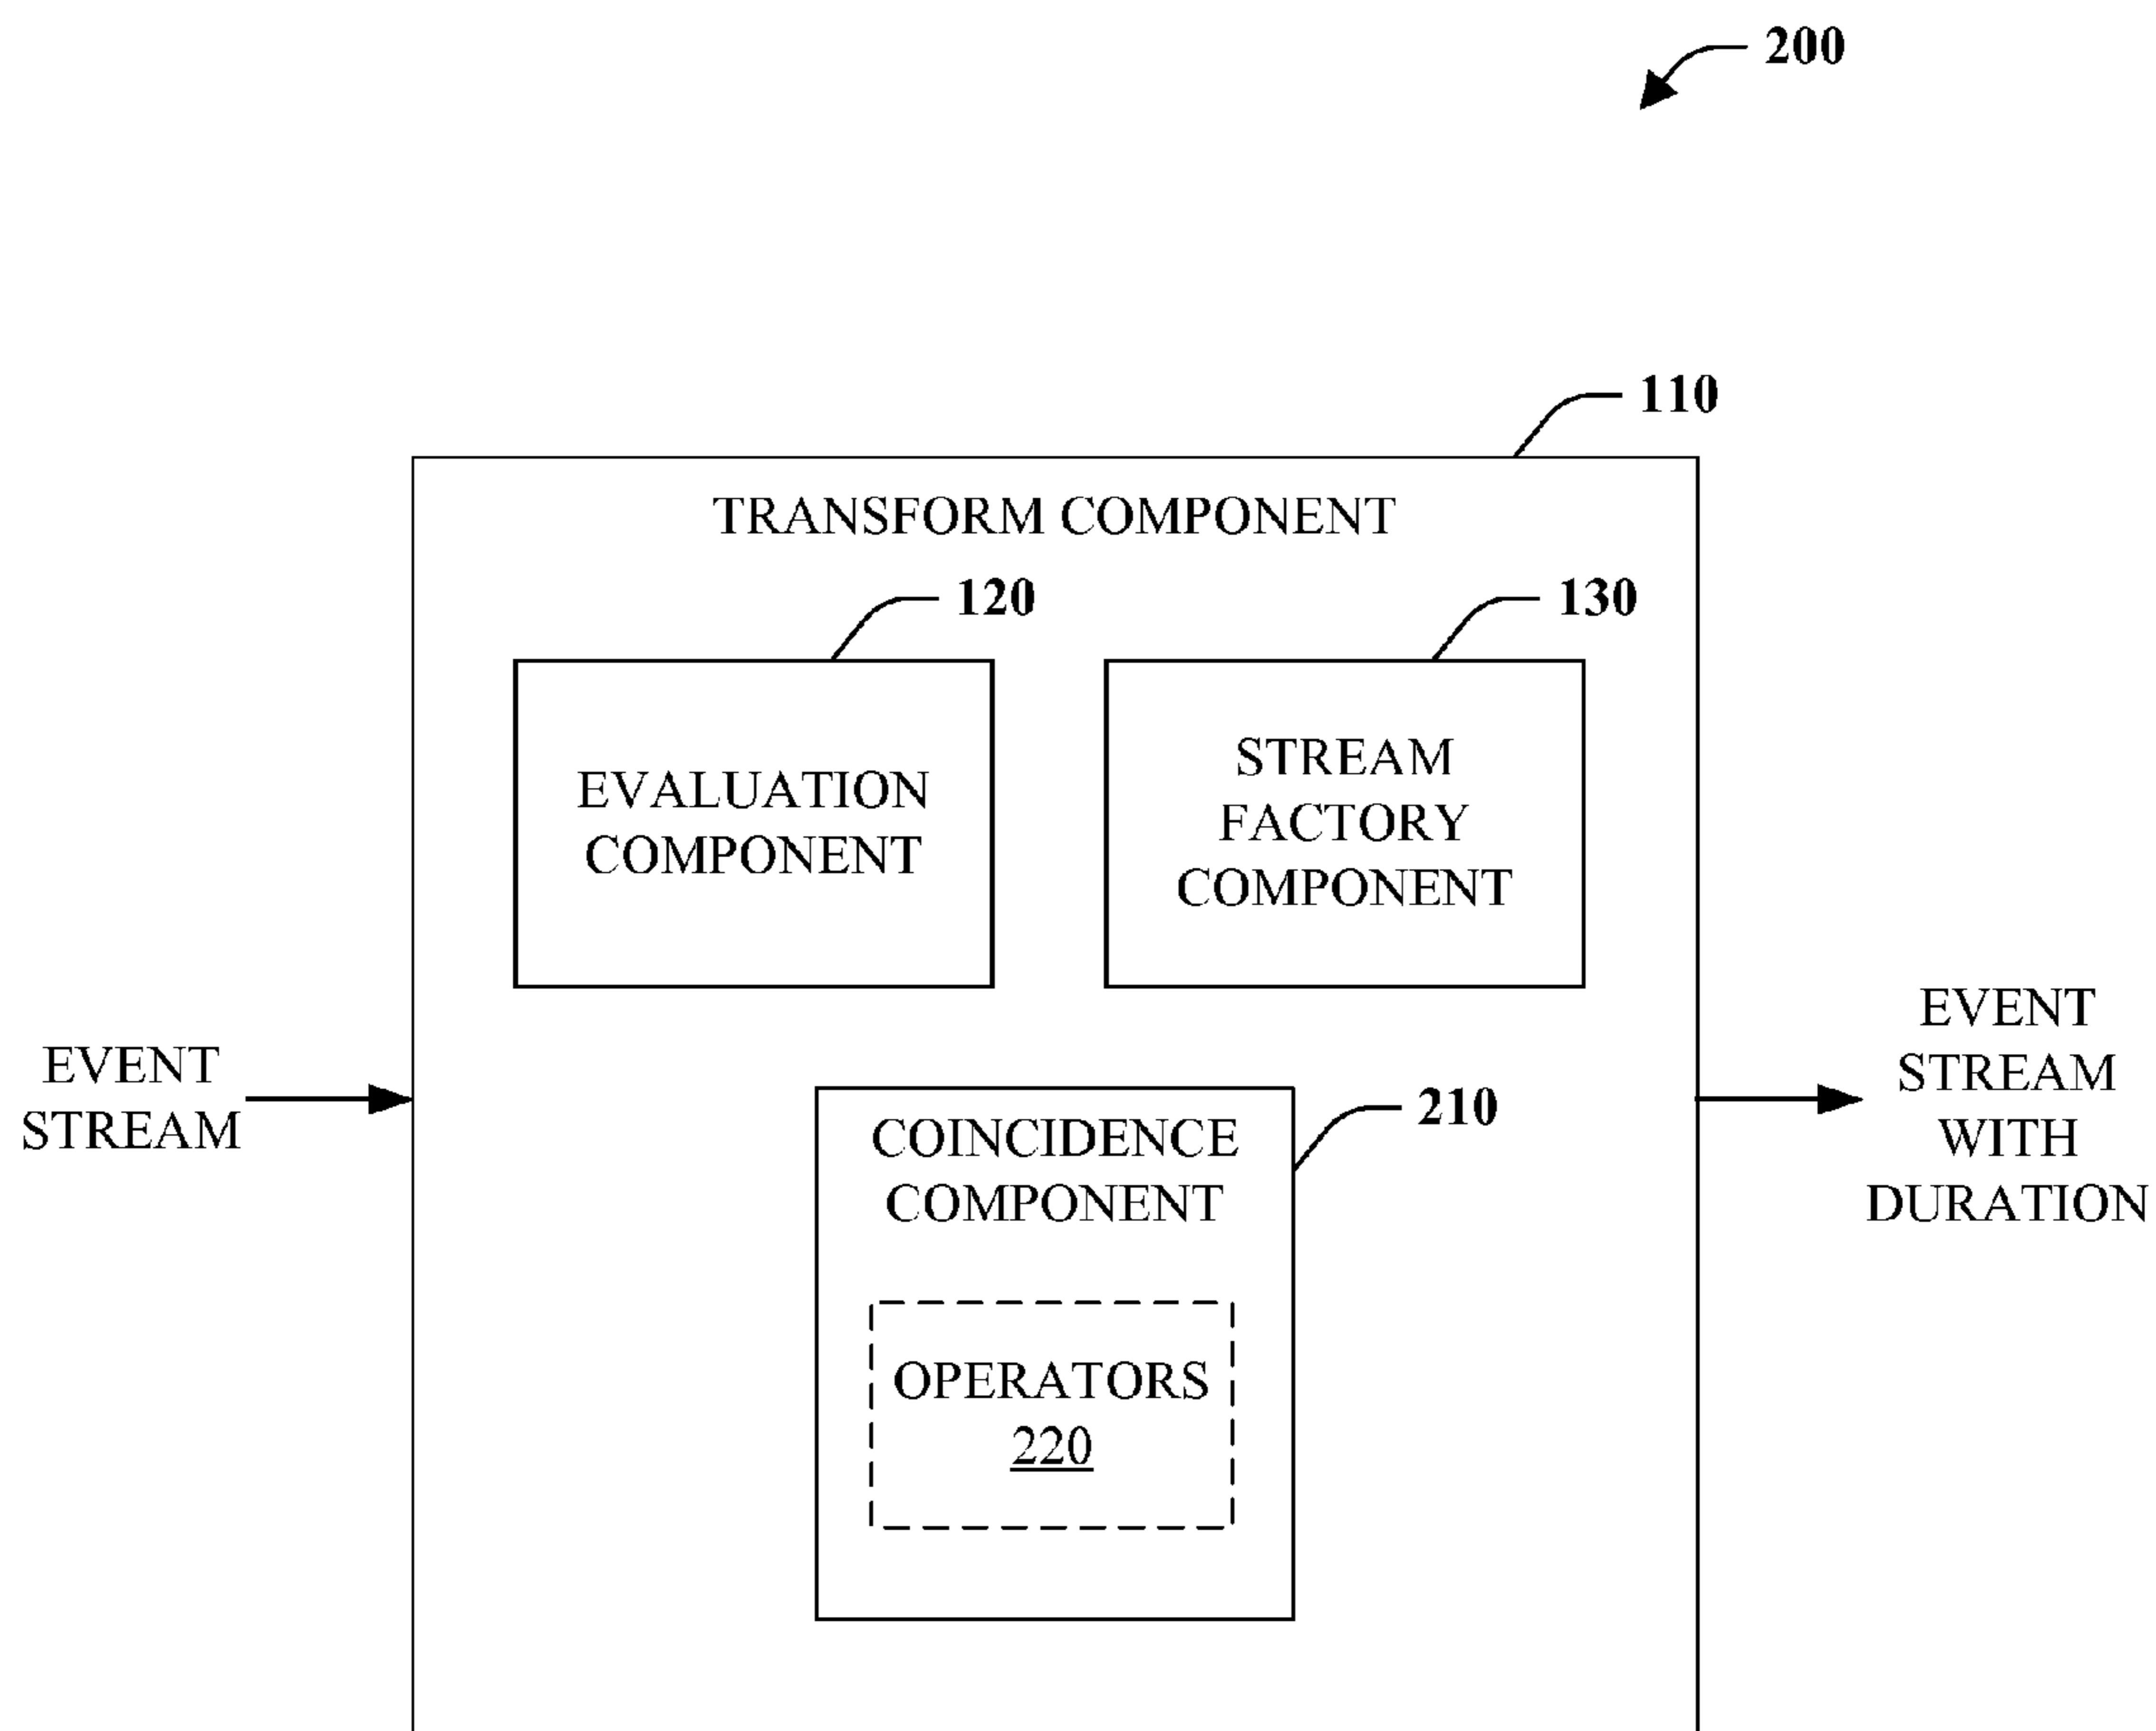 200
110
TRANSFORM COMPONENT
120
130
EVALUATION
COMPONENT
STREAM
FACTORY
COMPONENT
EVENT
STREAM
EVENT
STREAM
WITH
DURATION
210
COINCIDENCE
COMPONENT
OPERATORS
220